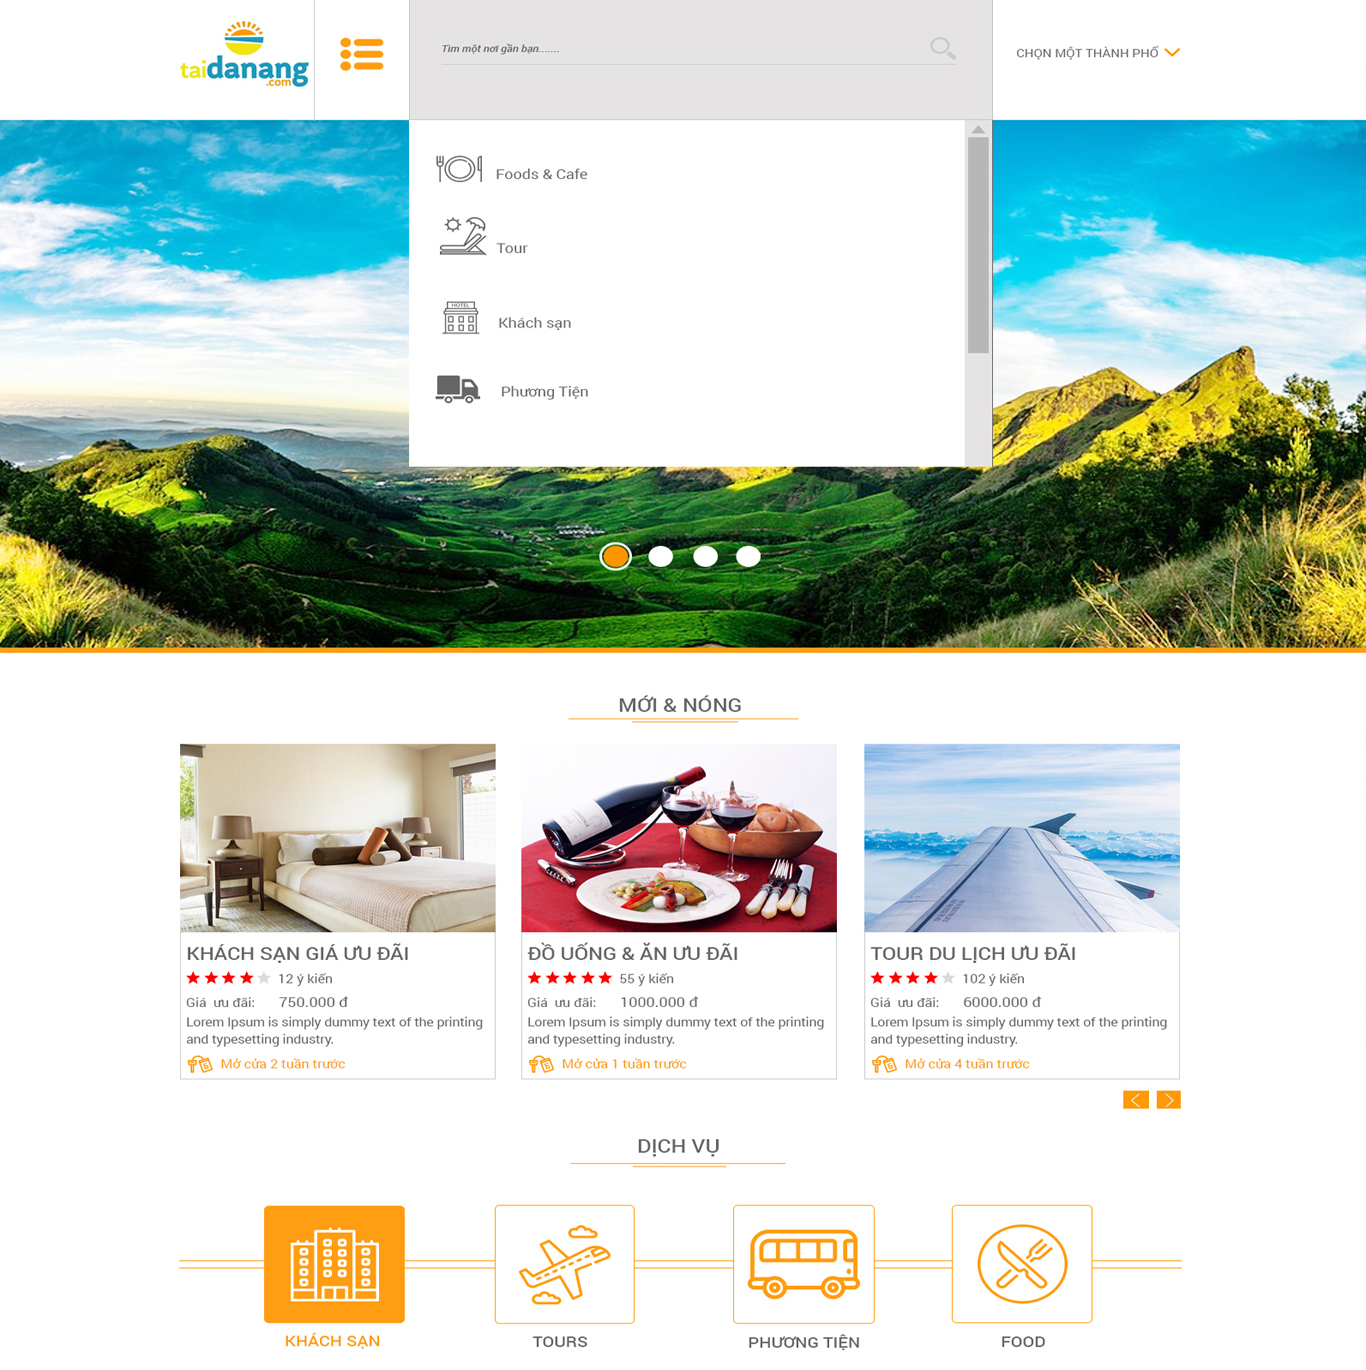 taidanang
.com
Tìm một nơi gần bạn.......
CHỌN MỘT THÀNH PHỐ
Foods & Cafe
Tour
HOTEL
Khách sạn
Phương Tiện
MỚI & NÓNG
KHÁCH SẠN GIÁ ƯU ĐÃI
12 ý kiến
Giá ưu đãi: 750.000 đ
Lorem Ipsum is simply dummy text of the printing
and typesetting industry.
Mở cửa 2 tuần trước
ĐỒ UỐNG & ĂN ƯU ĐÃI
55 ý kiến
Giá ưu đãi: 1000.000 đ
Lorem Ipsum is simply dummy text of the printing
and typesetting industry.
Mở cửa 1 tuần trước
TOUR DU LỊCH ƯU ĐÃI
102 ý kiến
Giá ưu đãi: 6000.000 đ
Lorem Ipsum is simply dummy text of the printing
and typesetting industry.
Mở cửa 4 tuần trước
DỊCH VỤ
KHÁCH SẠN
TOURS
PHƯƠNG TIỆN
FOOD